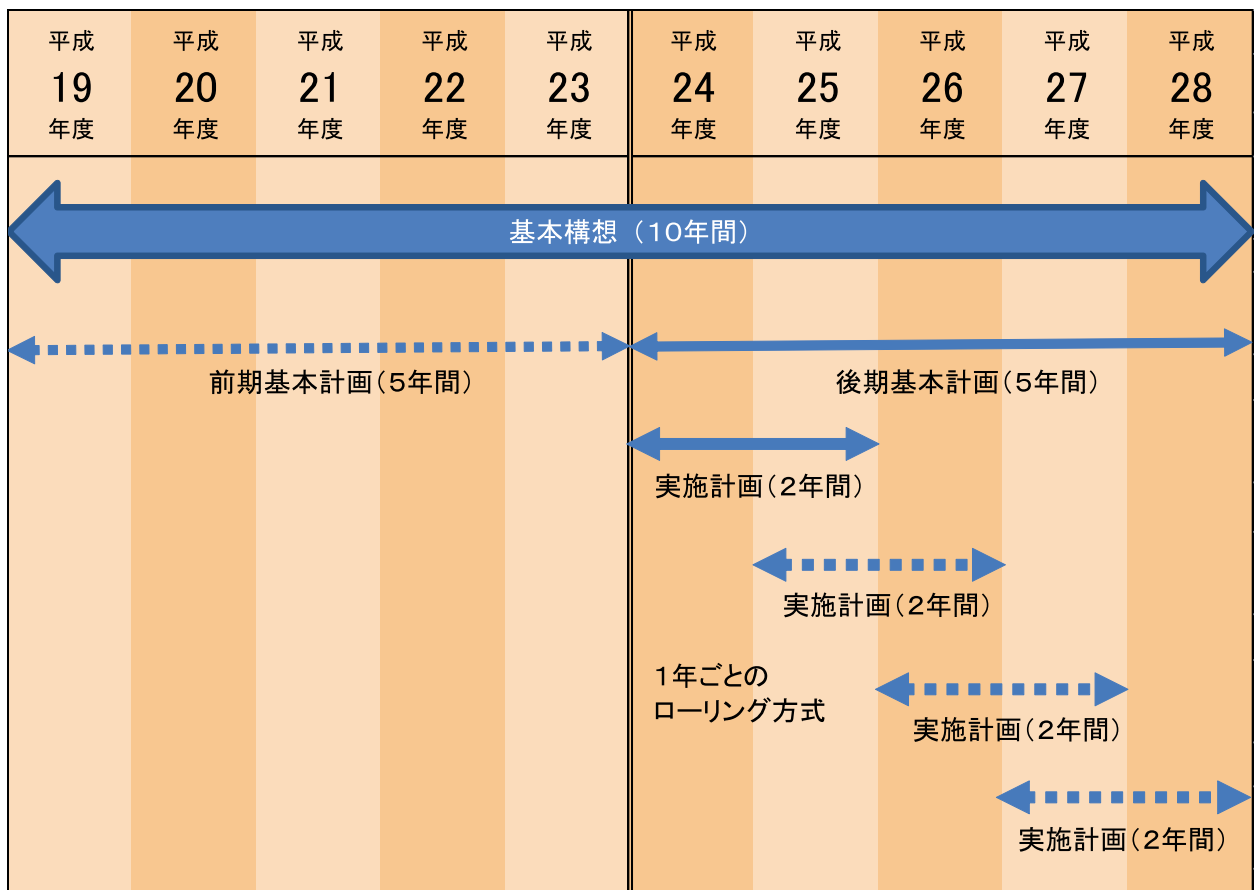 平成 平成 平成 平成 平成 平成 平成 平成 平成 平成
19 20 21 22 23 24 25 26 27 28
年度 年度 年度 年度 年度 年度 年度 年度 年度 年度
基本構想（10年間）
前期基本計画（5年間） 後期基本計画（5年間）
実施計画（2年間）
実施計画（2年間）
1年ごとの
ローリング方式
実施計画（2年間）
実施計画（2年間）